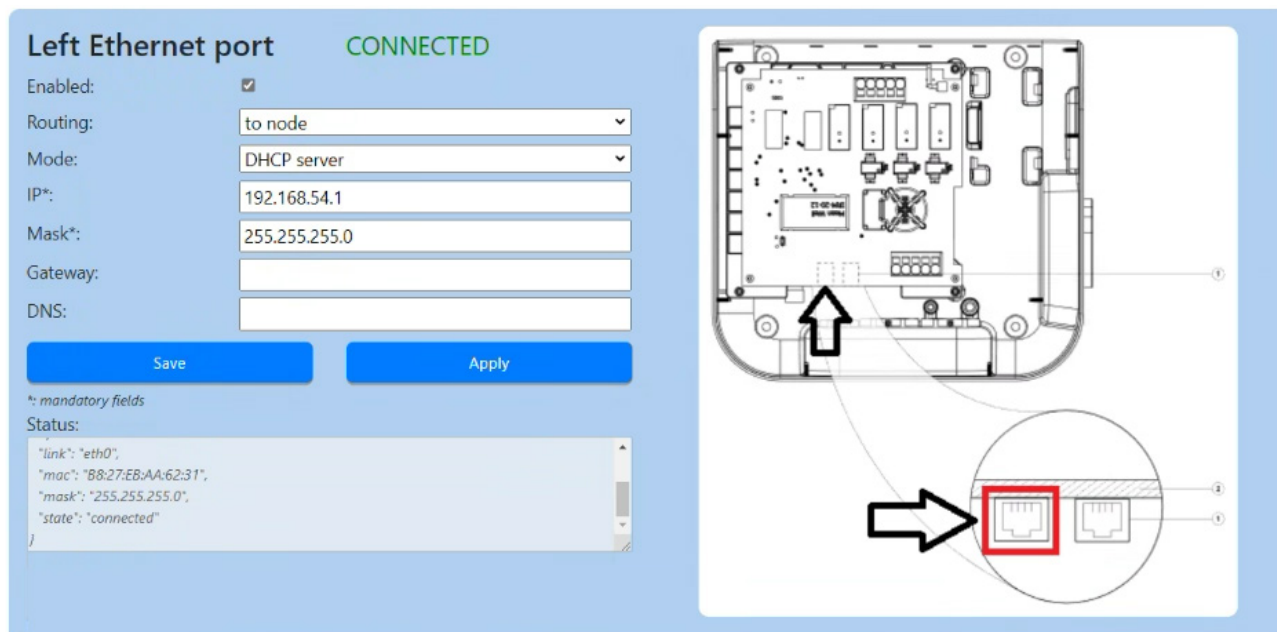 Left Ethernet port CONNECTED
Enabled:
Routing: to node
Mode: DHCP server
IP*: 192.168.54.1
Mask*: 255.255.255.0
Gateway:
DNS:
Save Apply
*: mandatory fields
Status:
"link": "eth0",
"mac": "B8:27:EB:AA:62:31",
"mask": "255.255.255.0",
"state": "connected"
}
1
2
1